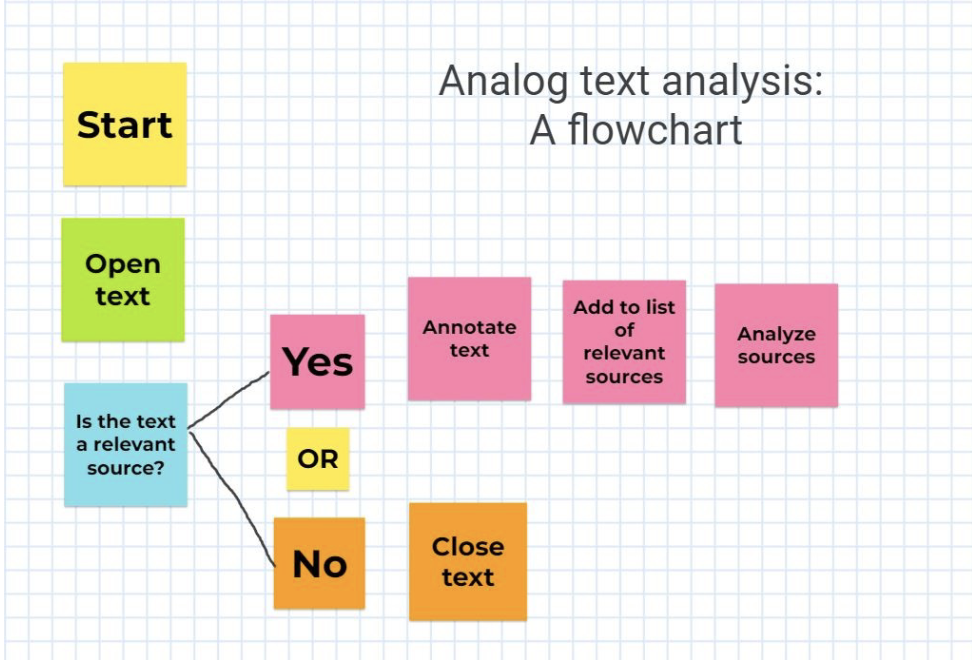 Analog text analysis:
A flowchart
Start
Open
text
Is the text
a relevant
source?
Yes
Annotate
text
Add to list
of
relevant
sources
Analyze
sources
OR
No
Close
text